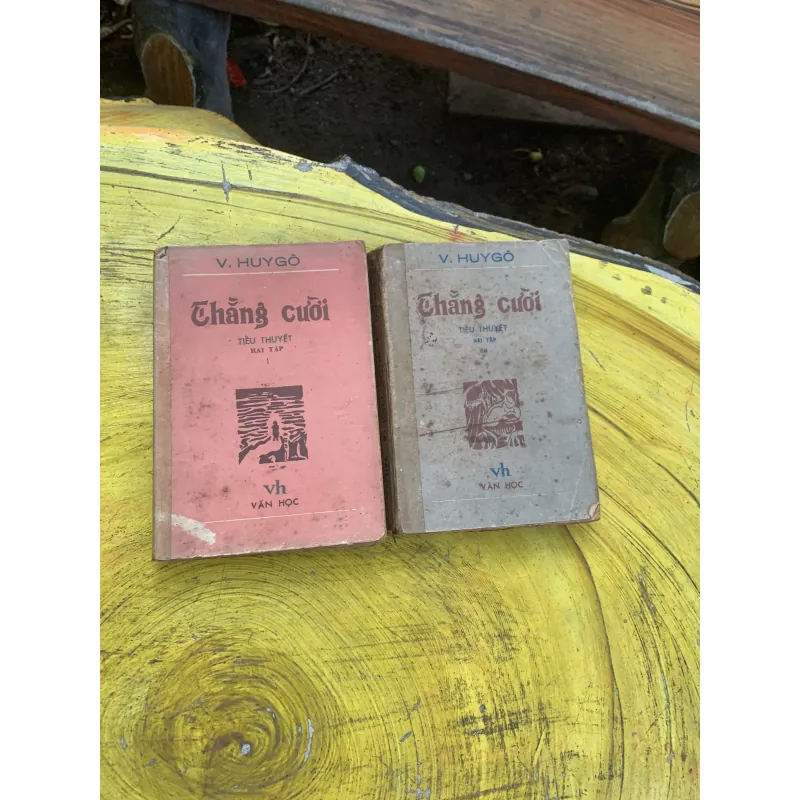 V. HUYGÔ
Thằng cười
TIỂU THUYẾT
HAI TẬP
I
vh
VĂN HỌC
V. HUYGÔ
Thằng cười
TIỂU THUYẾT
HAI TẬP
II
vh
VĂN HỌC